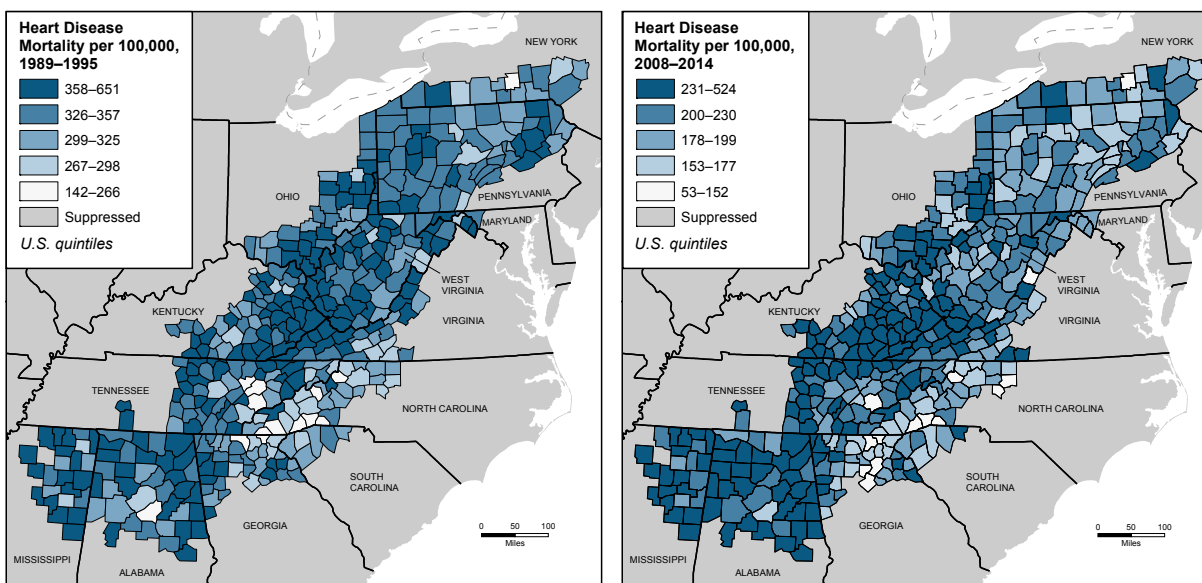 Heart Disease
Mortality per 100,000,
1989–1995
358–651
326–357
299–325
267–298
142–266
Suppressed
U.S. quintiles
NEW YORK
PENNSYLVANIA
OHIO
MARYLAND
WEST
VIRGINIA
KENTUCKY
VIRGINIA
TENNESSEE
NORTH CAROLINA
SOUTH
CAROLINA
GEORGIA
MISSISSIPPI
ALABAMA
0 50 100
Miles
Heart Disease
Mortality per 100,000,
2008–2014
231–524
200–230
178–199
153–177
53–152
Suppressed
U.S. quintiles
NEW YORK
PENNSYLVANIA
OHIO
MARYLAND
WEST
VIRGINIA
KENTUCKY
VIRGINIA
TENNESSEE
NORTH CAROLINA
SOUTH
CAROLINA
GEORGIA
MISSISSIPPI
ALABAMA
0 50 100
Miles